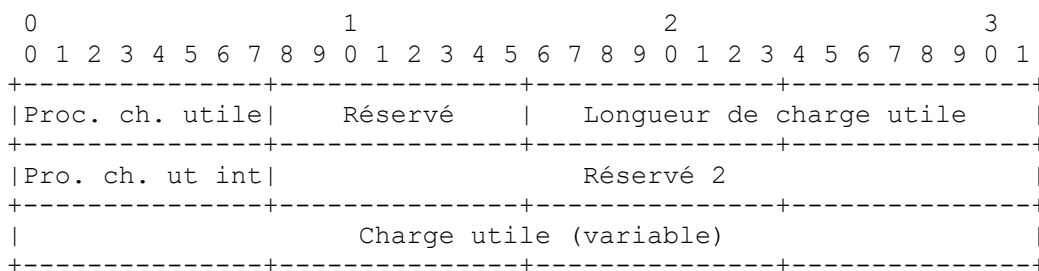 0                   1                   2                   3
 0 1 2 3 4 5 6 7 8 9 0 1 2 3 4 5 6 7 8 9 0 1 2 3 4 5 6 7 8 9 0 1
+---------------+---------------+---------------+---------------+
|Proc. ch. utile|    Réservé    |   Longueur de charge utile    |
+---------------+---------------+---------------+---------------+
|Pro. ch. ut int|                   Réservé 2                   |
+---------------+---------------+---------------+---------------+
|                     Charge utile (variable)                   |
+---------------+---------------+---------------+---------------+